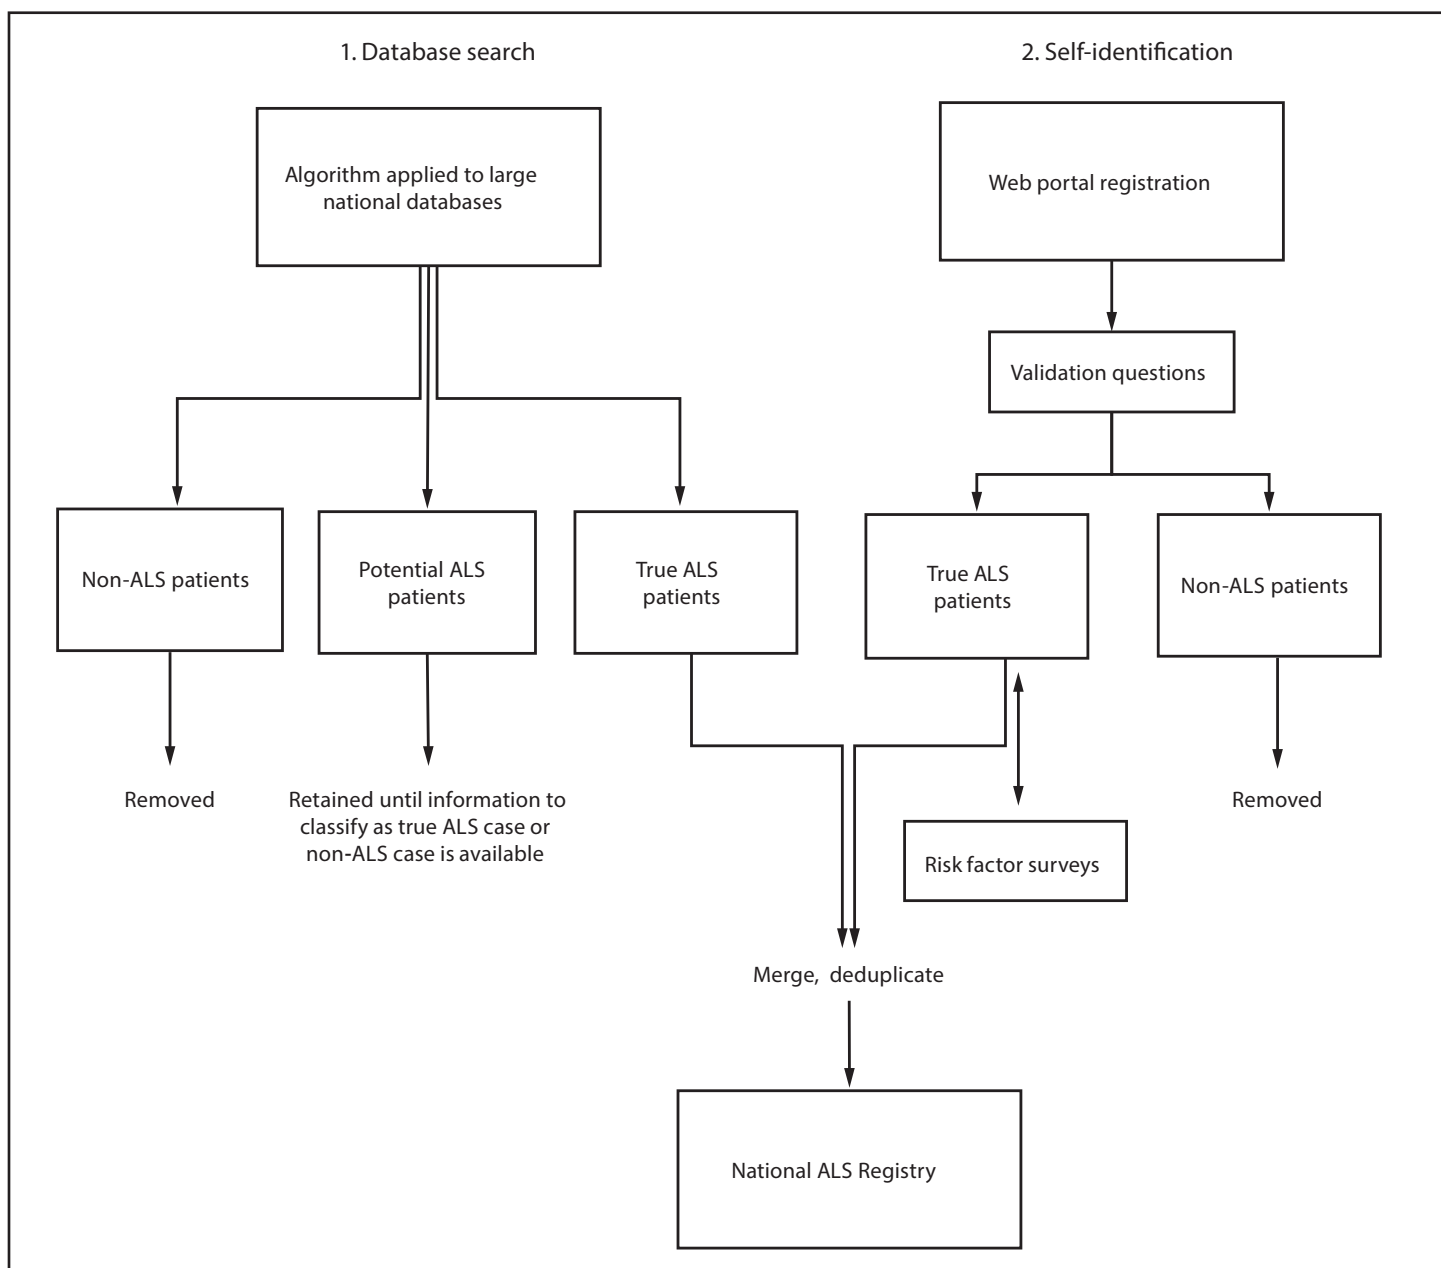 1. Database search
2. Self-identification
Algorithm applied to large
national databases
Web portal registration
Validation questions
Non-ALS patients
Potential ALS
patients
True ALS
patients
True ALS
patients
Non-ALS patients
Removed
Retained until information to
classify as true ALS case or
non-ALS case is available
Removed
Risk factor surveys
Merge, deduplicate
National ALS Registry